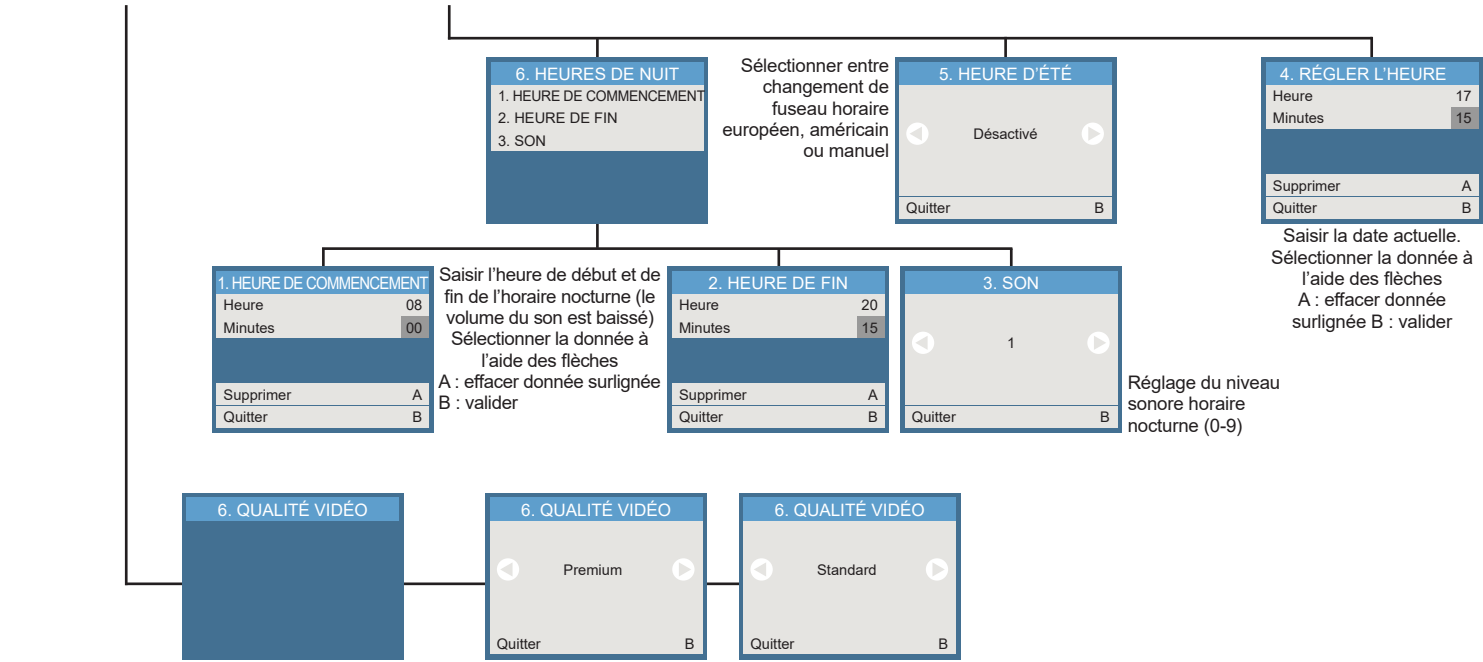 6. HEURES DE NUIT
1. HEURE DE COMMENCEMENT
2. HEURE DE FIN
3. SON
Sélectionner entre
changement de
fuseau horaire
européen, américain
ou manuel
5. HEURE D’ÉTÉ
Désactivé
Quitter B
4. RÉGLER L’HEURE
Heure 17
Minutes 15
Supprimer A
Quitter B
Saisir la date actuelle.
Sélectionner la donnée à
l’aide des flèches
A : effacer donnée
surlignée B : valider
1. HEURE DE COMMENCEMENT
Heure 08
Minutes 00
Supprimer A
Quitter B
Saisir l’heure de début et de
fin de l’horaire nocturne (le
volume du son est baissé)
Sélectionner la donnée à
l’aide des flèches
A : effacer donnée surlignée
B : valider
2. HEURE DE FIN
Heure 20
Minutes 15
Supprimer A
Quitter B
3. SON
1
Quitter B
Réglage du niveau
sonore horaire
nocturne (0-9)
6. QUALITÉ VIDÉO
6. QUALITÉ VIDÉO
Premium
Quitter B
6. QUALITÉ VIDÉO
Standard
Quitter B